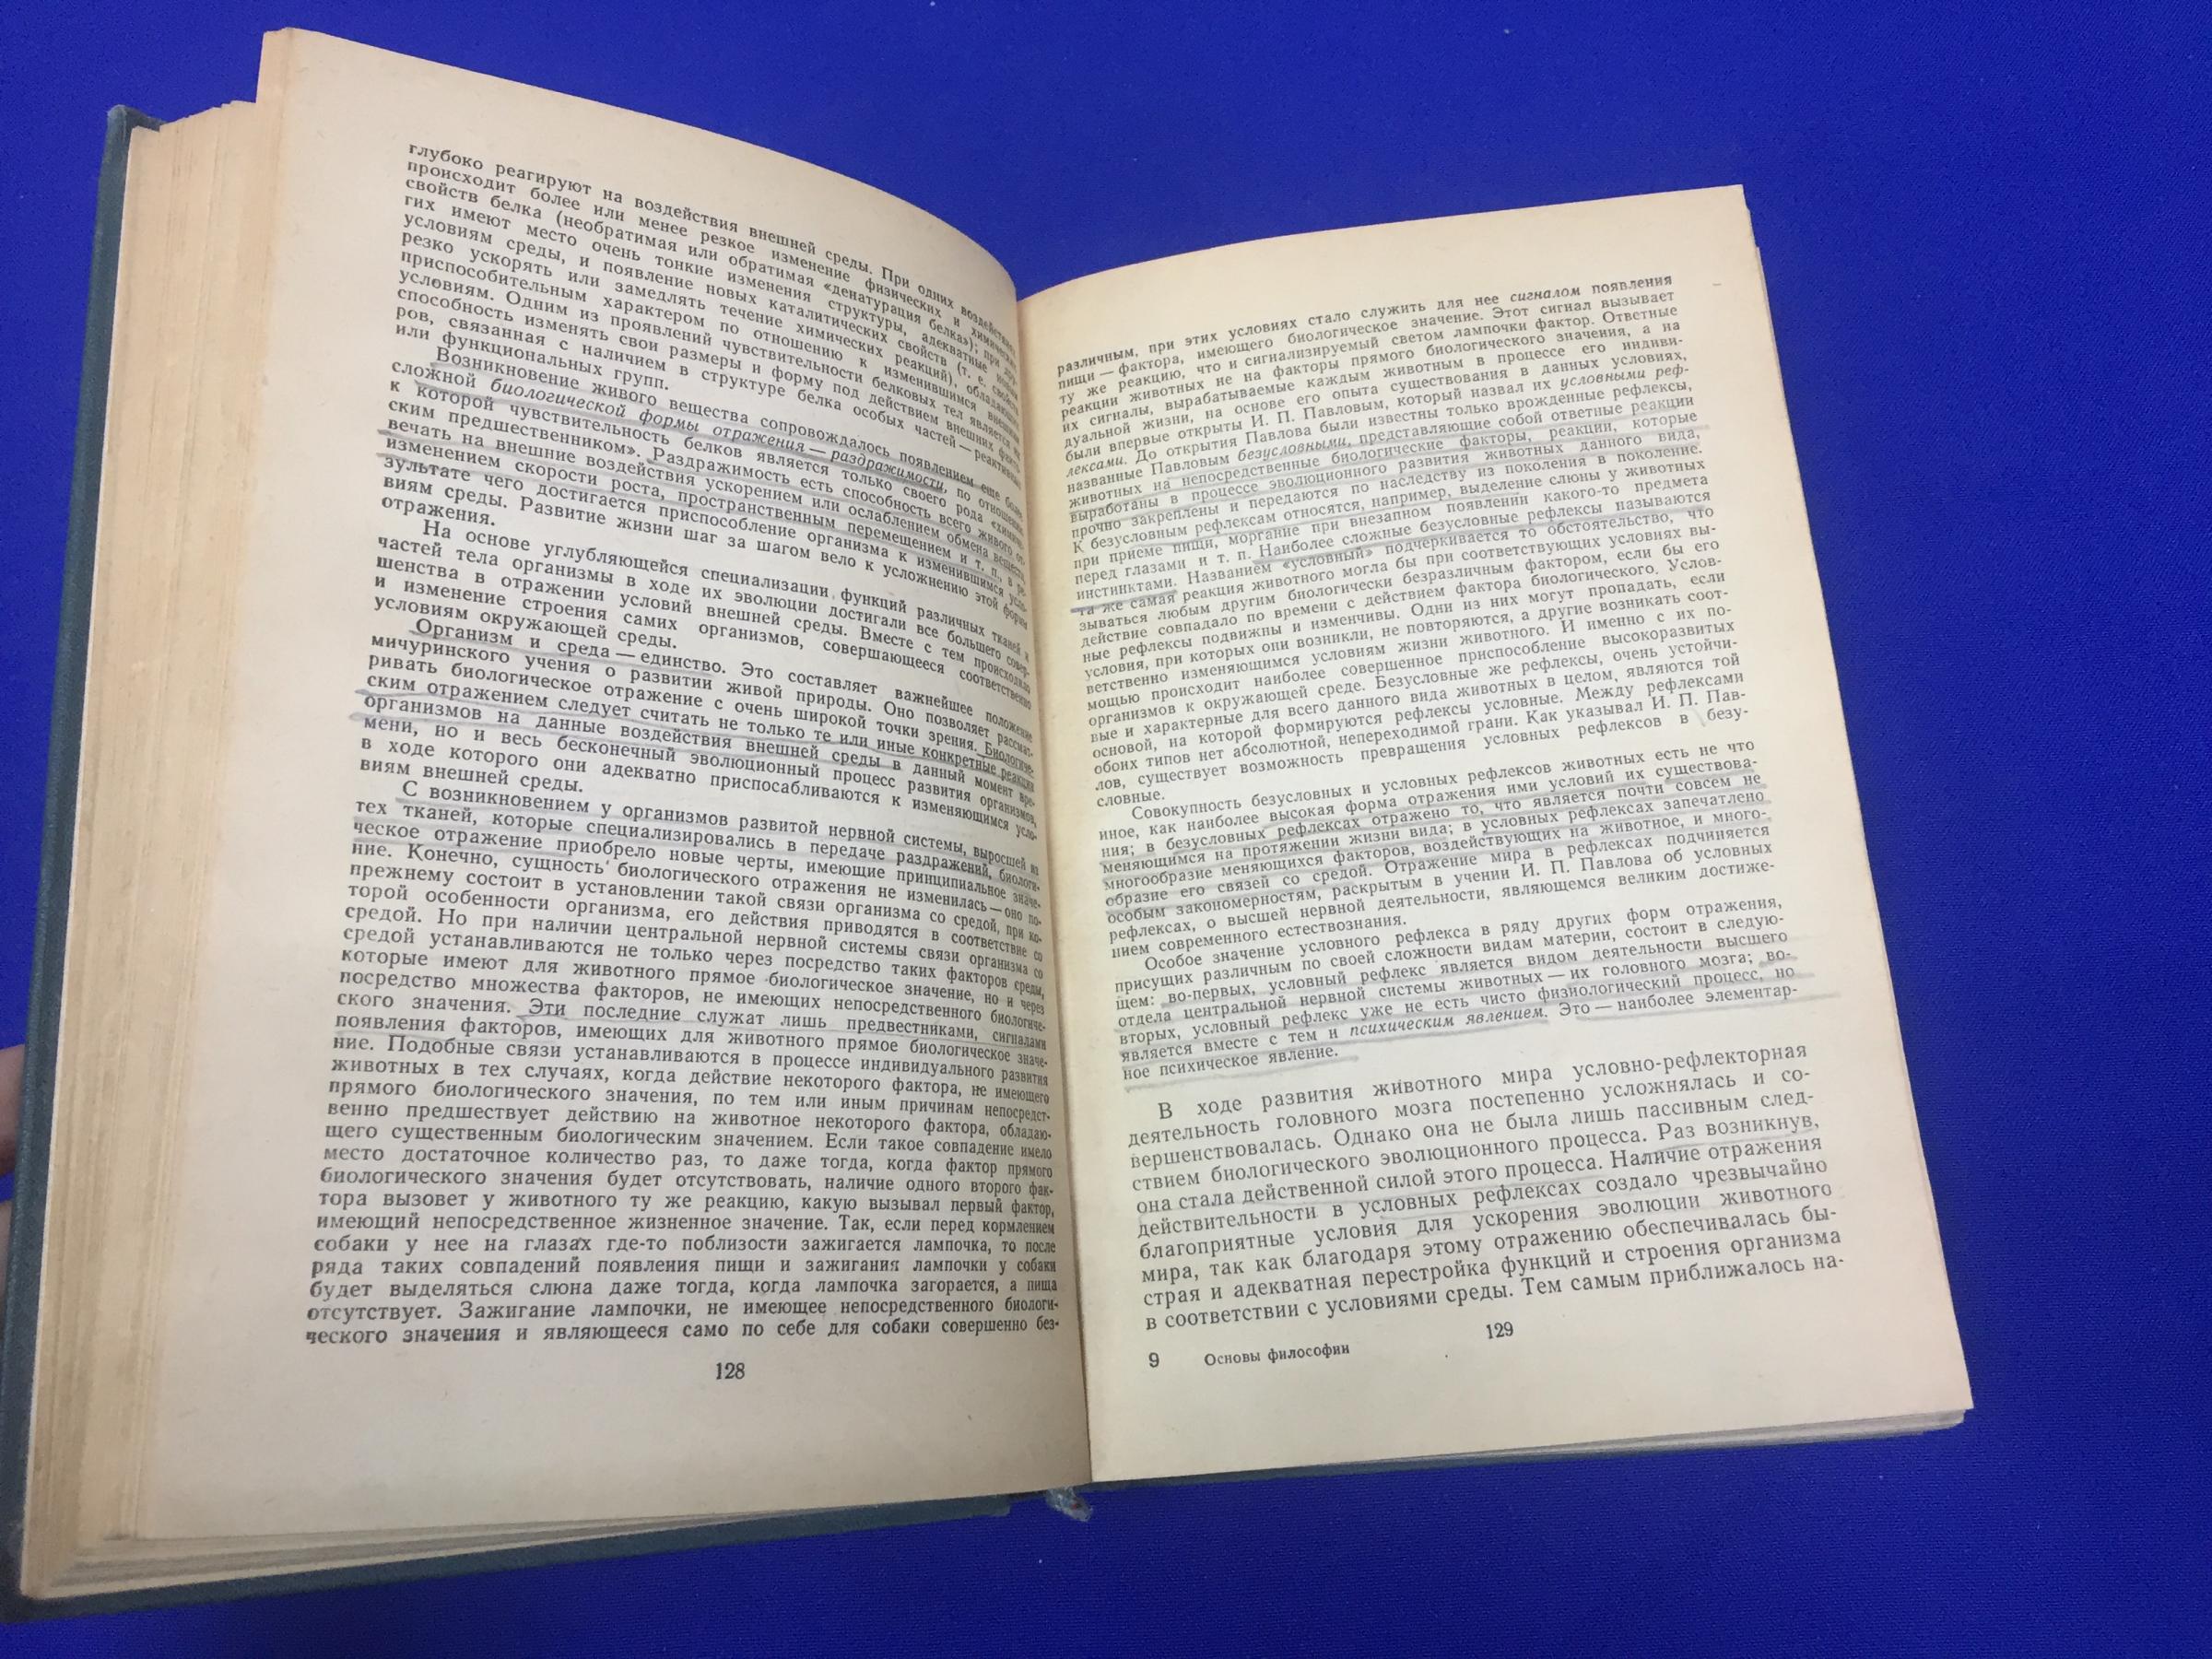 глубоко реагируют на воздействия внешней среды. При одних воздействиях
происходит более или менее резкое изменение физических и химических
свойств белка (необратимая или обратимая «денатурация белка»); при дру-
гих имеют место очень тонкие изменения структуры, адекватные новым
условиям среды, и появление новых каталитических свойств (т. е. свойств
резко ускорять или замедлять течение химических реакций), обладающих
приспособительным характером по отношению к изменившимся внешним
условиям. Одним из проявлений чувствительности белковых тел является их
способность изменять свои размеры и форму под действием внешних факто-
ров, связанная с наличием в структуре белка особых частей — реактивных
или функциональных групп.
Возникновение живого вещества сопровождалось появлением еще более
сложной биологической формы отражения — раздражимости, по отношению
к которой чувствительность белков является только своего рода «химиче-
ским предшественником». Раздражимость есть способность всего живого от-
вечать на внешние воздействия ускорением или ослаблением обмена веществ,
изменением скорости роста, пространственным перемещением и т. п., в ре-
зультате чего достигается приспособление организма к изменившимся усло-
виям среды. Развитие жизни шаг за шагом вело к усложнению этой формы
отражения.
На основе углубляющейся специализации функций различных тканей и
частей тела организмы в ходе их эволюции достигали все большего совер-
шенства в отражении условий внешней среды. Вместе с тем происходило
и изменение строения самих организмов, совершающееся соответственно
условиям окружающей среды.
Организм и среда — единство. Это составляет важнейшее положение
мичуринского учения о развитии живой природы. Оно позволяет рассмат-
ривать биологическое отражение с очень широкой точки зрения. Биологиче-
ским отражением следует считать не только те или иные конкретные реакции
организмов на данные воздействия внешней среды в данный момент вре-
мени, но и весь бесконечный эволюционный процесс развития организмов,
в ходе которого они адекватно приспосабливаются к изменяющимся усло-
виям внешней среды.
С возникновением у организмов развитой нервной системы, выросшей из
тех тканей, которые специализировались в передаче раздражений, биологи-
ческое отражение приобрело новые черты, имеющие принципиальное значе-
ние. Конечно, сущность биологического отражения не изменилась — оно по-
прежнему состоит в установлении такой связи организма со средой, при ко-
торой особенности организма, его действия приводятся в соответствие со
средой. Но при наличии центральной нервной системы связи организма со
средой устанавливаются не только через посредство таких факторов среды,
которые имеют для животного прямое биологическое значение, но и через
посредство множества факторов, не имеющих непосредственного биологиче-
ского значения. Эти последние служат лишь предвестниками, сигналами
появления факторов, имеющих для животного прямое биологическое значе-
ние. Подобные связи устанавливаются в процессе индивидуального развития
животных в тех случаях, когда действие некоторого фактора, не имеющего
прямого биологического значения, по тем или иным причинам непосредст-
венно предшествует действию на животное некоторого фактора, обладаю-
щего существенным биологическим значением. Если такое совпадение имело
место достаточное количество раз, то даже тогда, когда фактор прямого
биологического значения будет отсутствовать, наличие одного второго фак-
тора вызовет у животного ту же реакцию, какую вызывал первый фактор,
имеющий непосредственное жизненное значение. Так, если перед кормлением
собаки у нее на глазах где-то поблизости зажигается лампочка, то после
ряда таких совпадений появления пищи и зажигания лампочки у собаки
будет выделяться слюна даже тогда, когда лампочка загорается, а пища
отсутствует. Зажигание лампочки, не имеющее непосредственного биологи-
ческого значения и являющееся само по себе для собаки совершенно без-
128
различным, при этих условиях стало служить для нее сигналом появления
пищи — фактора, имеющего биологическое значение. Этот сигнал вызывает
ту же реакцию, что и сигнализируемый светом лампочки фактор. Ответные
реакции животных не на факторы прямого биологического значения, а на
их сигналы, вырабатываемые каждым животным в процессе его индиви-
дуальной жизни, на основе его опыта существования в данных условиях,
были впервые открыты И. П. Павловым, который назвал их условными реф-
лексами. До открытия Павлова были известны только врожденные рефлексы,
названные Павловым безусловными, представляющие собой ответные реакции
животных на непосредственные биологические факторы, реакции, которые
выработаны в процессе эволюционного развития животных данного вида,
прочно закреплены и передаются по наследству из поколения в поколение.
К безусловным рефлексам относятся, например, выделение слюны у животных
при приеме пищи, моргание при внезапном появлении какого-то предмета
перед глазами и т. п. Наиболее сложные безусловные рефлексы называются
инстинктами. Названием «условный» подчеркивается то обстоятельство, что
та же самая реакция животного могла бы при соответствующих условиях вы-
зываться любым другим биологически безразличным фактором, если бы его
действие совпадало по времени с действием фактора биологического. Услов-
ные рефлексы подвижны и изменчивы. Одни из них могут пропадать, если
условия, при которых они возникли, не повторяются, а другие возникать соот-
ветственно изменяющимся условиям жизни животного. И именно с их по-
мощью происходит наиболее совершенное приспособление высокоразвитых
организмов к окружающей среде. Безусловные же рефлексы, очень устойчи-
вые и характерные для всего данного вида животных в целом, являются той
основой, на которой формируются рефлексы условные. Между рефлексами
обоих типов нет абсолютной, непереходимой грани. Как указывал И. П. Пав-
лов, существует возможность превращения условных рефлексов в безу-
словные.
Совокупность безусловных и условных рефлексов животных есть не что
иное, как наиболее высокая форма отражения ими условий их существова-
ния; в безусловных рефлексах отражено то, что является почти совсем не
меняющимся на протяжении жизни вида; в условных рефлексах запечатлено
многообразие меняющихся факторов, воздействующих на животное, и много-
образие его связей со средой. Отражение мира в рефлексах подчиняется
особым закономерностям, раскрытым в учении И. П. Павлова об условных
рефлексах, о высшей нервной деятельности, являющемся великим достиже-
нием современного естествознания.
Особое значение условного рефлекса в ряду других форм отражения,
присущих различным по своей сложности видам материи, состоит в следую-
щем: во-первых, условный рефлекс является видом деятельности высшего
отдела центральной нервной системы животных — их головного мозга; во-
вторых, условный рефлекс уже не есть чисто физиологический процесс, но
является вместе с тем и психическим явлением. Это — наиболее элементар-
ное психическое явление.
В ходе развития животного мира условно-рефлекторная
деятельность головного мозга постепенно усложнялась и со-
вершенствовалась. Однако она не была лишь пассивным след-
ствием биологического эволюционного процесса. Раз возникнув,
она стала действенной силой этого процесса. Наличие отражения
действительности в условных рефлексах создало чрезвычайно
благоприятные условия для ускорения эволюции животного
мира, так как благодаря этому отражению обеспечивалась бы-
страя и адекватная перестройка функций и строения организма
в соответствии с условиями среды. Тем самым приближалось на-
9 Основы философии
129